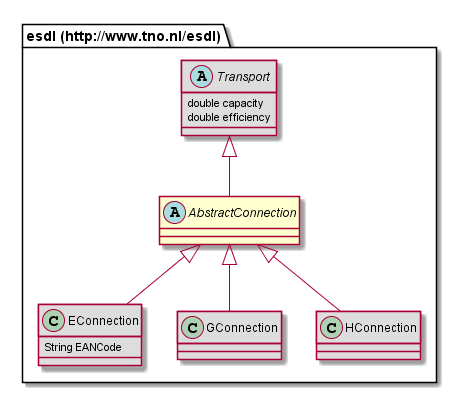 esdl (http://www.tno.nl/esdl)
A Transport
double capacity
double efficiency
A AbstractConnection
C EConnection
String EANCode
C GConnection
C HConnection